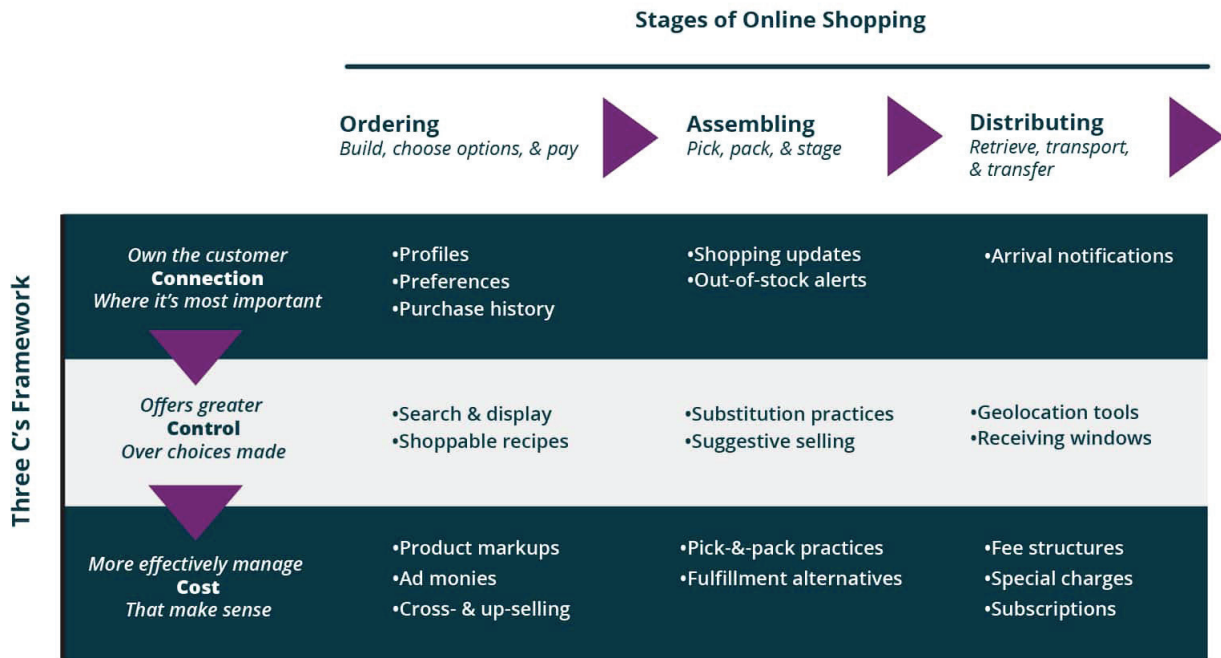 Stages of Online Shopping
Ordering
Build, choose options, & pay
Assembling
Pick, pack, & stage
Distributing
Retrieve, transport,
& transfer
Three C's Framework
Own the customer
Connection
Where it's most important
•Profiles
•Preferences
•Purchase history
•Shopping updates
•Out-of-stock alerts
•Arrival notifications
Offers greater
Control
Over choices made
•Search & display
•Shoppable recipes
•Substitution practices
•Suggestive selling
•Geolocation tools
•Receiving windows
More effectively manage
Cost
That make sense
•Product markups
•Ad monies
•Cross- & up-selling
•Pick-&-pack practices
•Fulfillment alternatives
•Fee structures
•Special charges
•Subscriptions